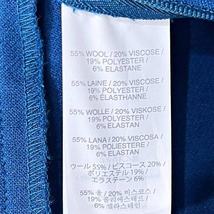 55% WOOL / 20% VISCOSE /
19% POLYESTER /
6% ELASTANE
55% LAINE / 20% VISCOSE /
19% POLYESTER /
6% ELASTHANNE
55% WOLLE / 20% VISKOSE /
19% POLYESTER /
6% ELASTAN
55% LANA / 20% VISCOSA /
19% POLIESTER /
6% ELASTANO
ウール 55% / ビスコース 20% /
ポリエステル 19% /
エラステーン 6%
55% 울 / 20% 비스코스 /
19% 폴리에스테르 /
6% 엘라스테인